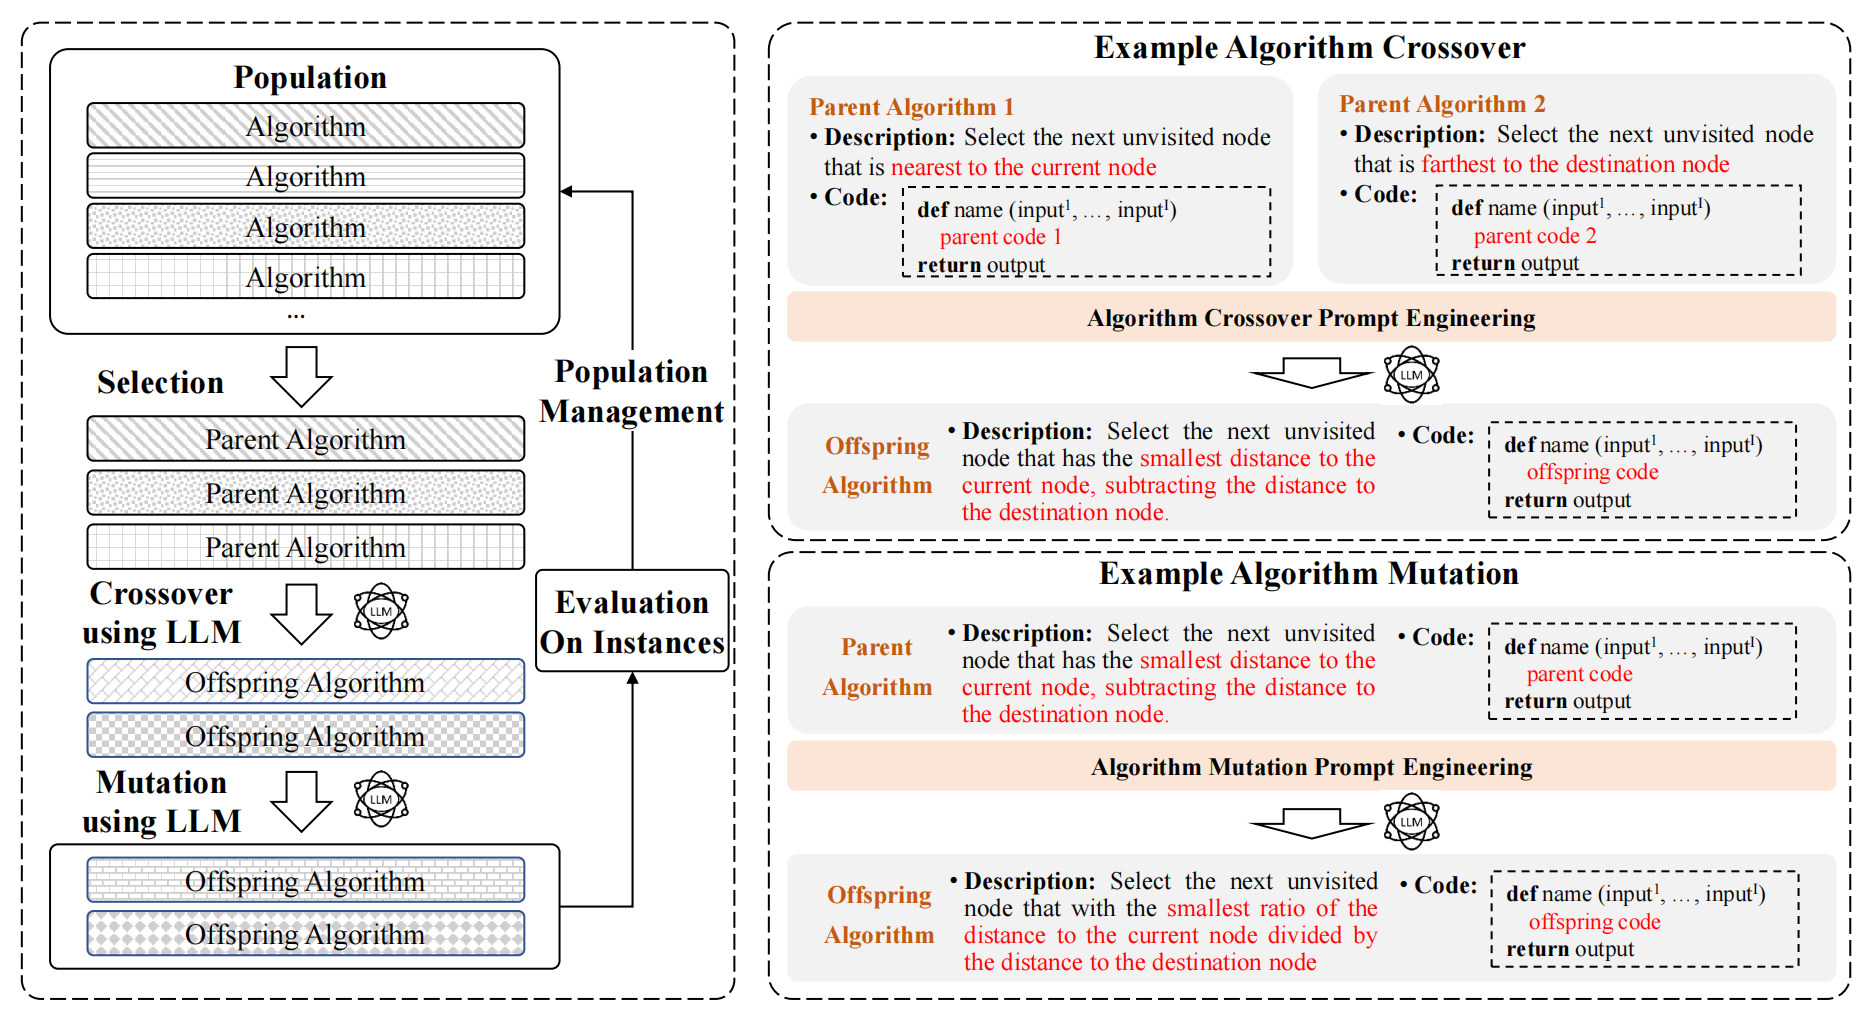 Population
Algorithm
Algorithm
Algorithm
Algorithm
...
Selection
Parent Algorithm
Parent Algorithm
Parent Algorithm
Crossover
using LLM
LLM
Offspring Algorithm
Offspring Algorithm
Mutation
using LLM
LLM
Offspring Algorithm
Offspring Algorithm
Population
Management
Evaluation
On Instances
Example Algorithm Crossover
Parent Algorithm 1
• Description: Select the next unvisited node
that is nearest to the current node
• Code:
def name (input¹, …, inputᴵ)
parent code 1
return output
Parent Algorithm 2
• Description: Select the next unvisited node
that is farthest to the destination node
• Code:
def name (input¹, …, inputᴵ)
parent code 2
return output
Algorithm Crossover Prompt Engineering
LLM
Offspring
Algorithm
• Description: Select the next unvisited
node that has the smallest distance to the
current node, subtracting the distance to
the destination node.
• Code:
def name (input¹, …, inputᴵ)
offspring code
return output
Example Algorithm Mutation
Parent
Algorithm
• Description: Select the next unvisited
node that has the smallest distance to the
current node, subtracting the distance to
the destination node.
• Code:
def name (input¹, …, inputᴵ)
parent code
return output
Algorithm Mutation Prompt Engineering
LLM
Offspring
Algorithm
• Description: Select the next unvisited
node that with the smallest ratio of the
distance to the current node divided by
the distance to the destination node
• Code:
def name (input¹, …, inputᴵ)
offspring code
return output